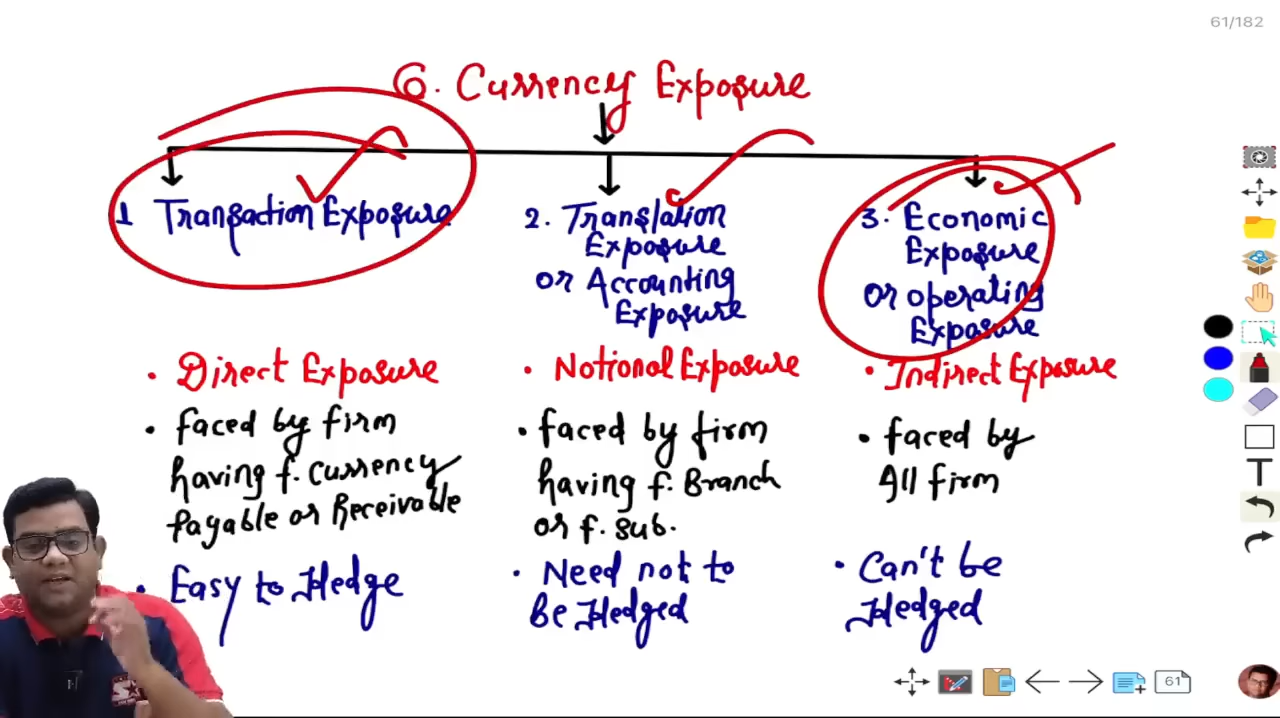 61/182
6. Currency Exposure
1 Transaction Exposure
2. Translation
Exposure
or Accounting
Exposure
3. Economic
Exposure
or operating
Exposure
• Direct Exposure
• faced by firm
having f. Currency
Payable or Receivable
• Easy to Hedge
• Notional Exposure
• faced by firm
having f. Branch
or f. sub.
• Need not to
be Hedged
• Indirect Exposure
• faced by
All firm
• Can't be
Hedged
T
61